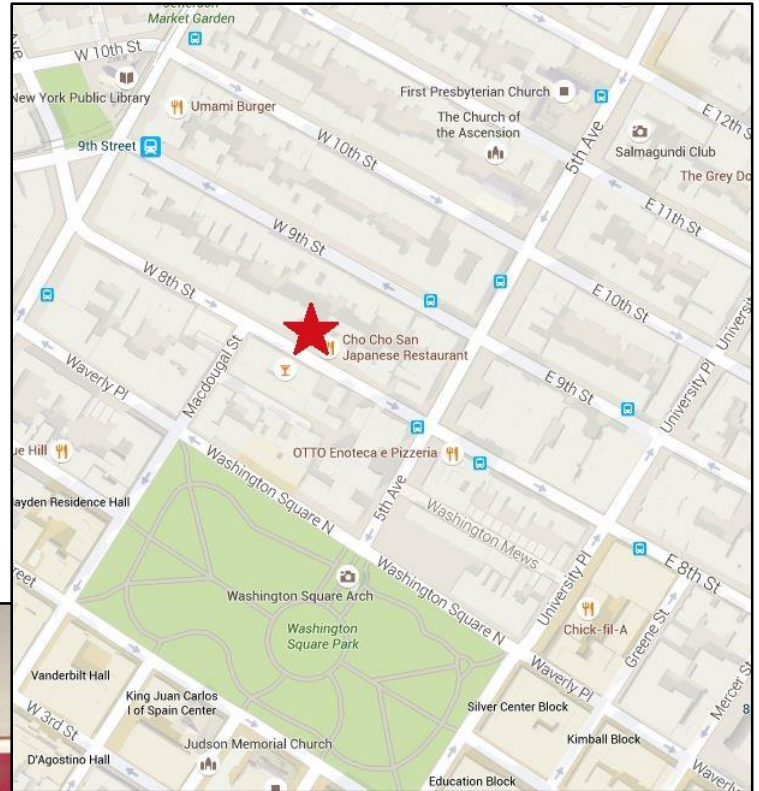 Market Garden
W 10th St
Ave
New York Public Library
Umami Burger
First Presbyterian Church
The Church of
the Ascension
E 12th S
Salmagundi Club
The Grey Do
9th Street
W 10th St
5th Ave
E 11th St
W 9th St
W 8th St
E 10th St
Cho Cho San
Japanese Restaurant
Macdougal St
Waverly Pl
E 9th St
University Pl
Universit
ue Hill
OTTO Enoteca e Pizzeria
Washington Square N
5th Ave
Washington Mews
ayden Residence Hall
reet
Washington Square Arch
Washington
Square Park
Washington Square N
University Pl
E 8th St
Chick-fil-A
Greene St
Waverly Pl
Mercer St
8
Vanderbilt Hall
King Juan Carlos
I of Spain Center
W 3rd St
Silver Center Block
Kimball Block
D'Agostino Hall
Judson Memorial Church
Education Block